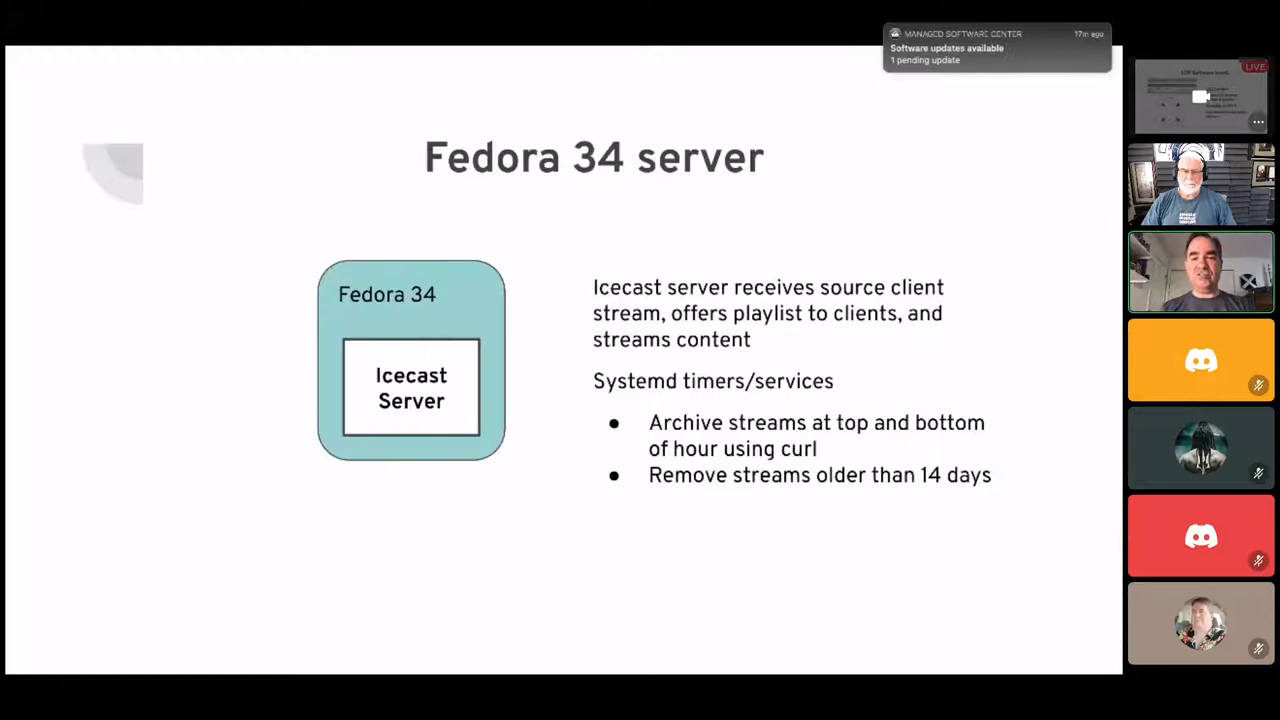 MANAGED SOFTWARE CENTER
17m ago
Software updates available
1 pending update
LIVE
Fedora 34 server
Fedora 34
Icecast
Server
Icecast server receives source client
stream, offers playlist to clients, and
streams content
Systemd timers/services
● Archive streams at top and bottom
of hour using curl
● Remove streams older than 14 days